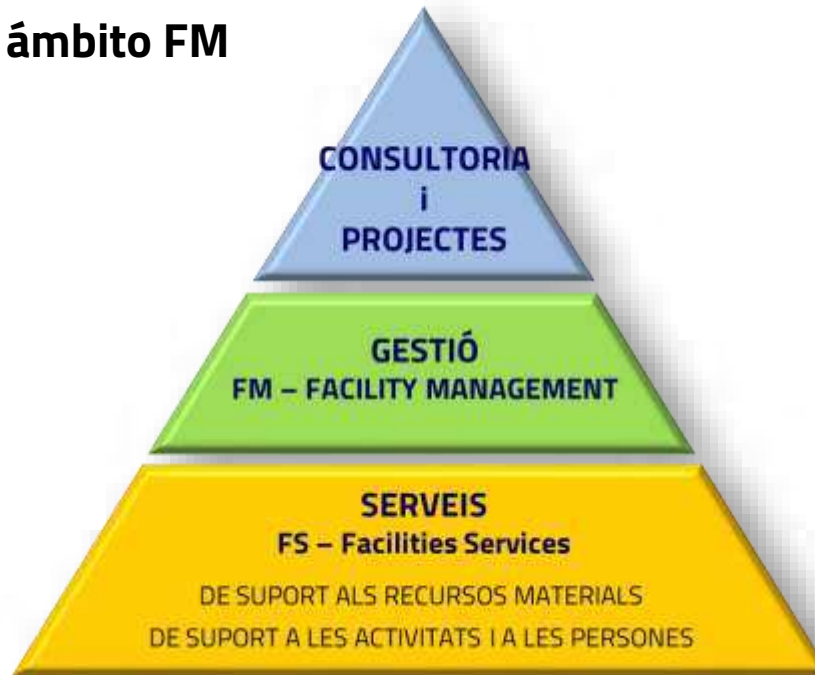 ámbito FM
CONSULTORIA
i
PROJECTES
GESTIÓ
FM – FACILITY MANAGEMENT
SERVEIS
FS – Facilities Services
DE SUPORT ALS RECURSOS MATERIALS
DE SUPORT A LES ACTIVITATS I A LES PERSONES